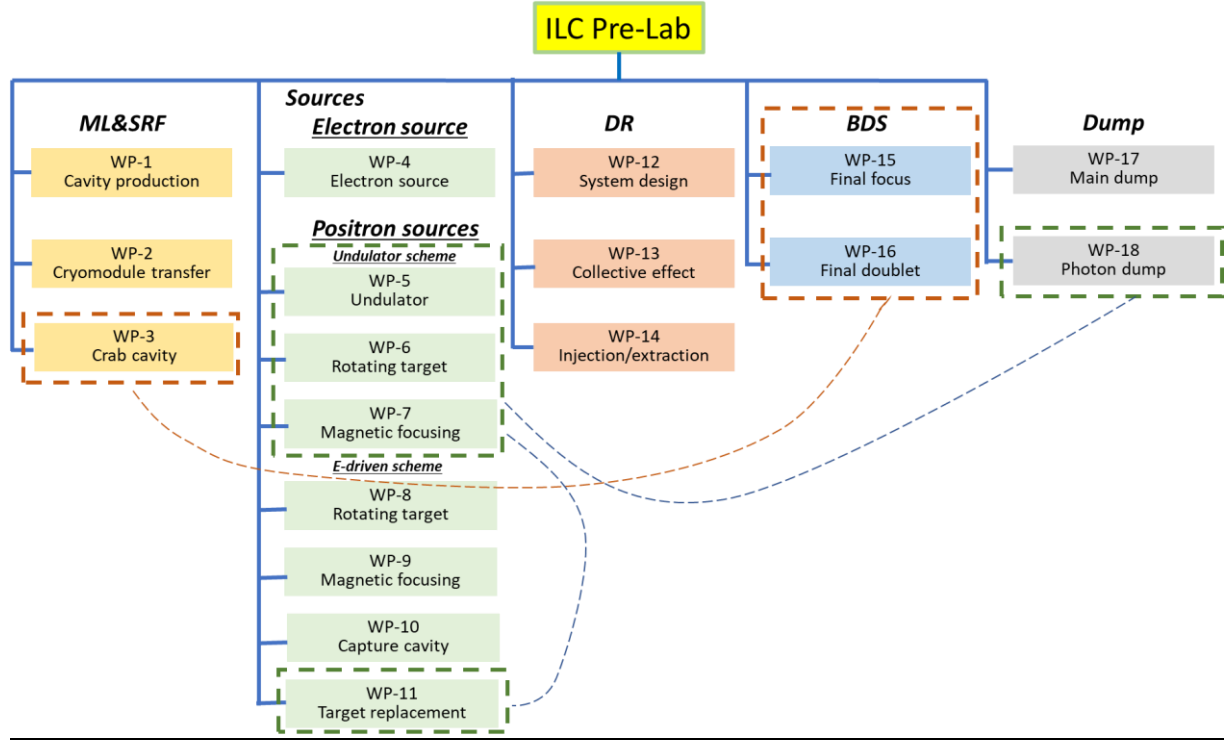 ILC Pre-Lab
ML&SRF
WP-1
Cavity production
WP-2
Cryomodule transfer
WP-3
Crab cavity
Sources
Electron source
WP-4
Electron source
Positron sources
Undulator scheme
WP-5
Undulator
WP-6
Rotating target
WP-7
Magnetic focusing
E-driven scheme
WP-8
Rotating target
WP-9
Magnetic focusing
WP-10
Capture cavity
WP-11
Target replacement
DR
WP-12
System design
WP-13
Collective effect
WP-14
Injection/extraction
BDS
WP-15
Final focus
WP-16
Final doublet
Dump
WP-17
Main dump
WP-18
Photon dump